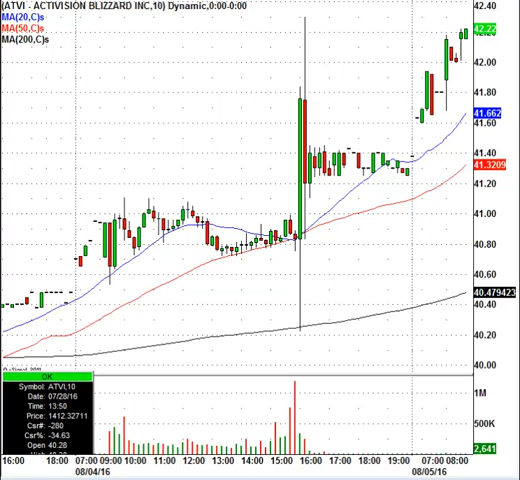 (ATVI - ACTIVISION BLIZZARD INC,10) Dynamic,0:00-0:00
MA(20,C)s
MA(50,C)s
MA(200,C)s
42.40
42.22
42.00
41.80
41.662
41.60
41.40
41.3209
41.20
41.00
40.80
40.60
40.479423
40.40
40.20
40.00
OK
Symbol: ATVI,10
Date: 07/28/16
Time: 13:50
Price: 1412.32711
Csr#: -280
Csr%: -34.63
Open 40.28
1M
500K
2,641
16:00 18:00 07:00 09:00 10:00 11:00 12:00 13:00 14:00 15:00 16:00 17:00 18:00 19:00 07:00 08:00
08/04/16 08/05/16